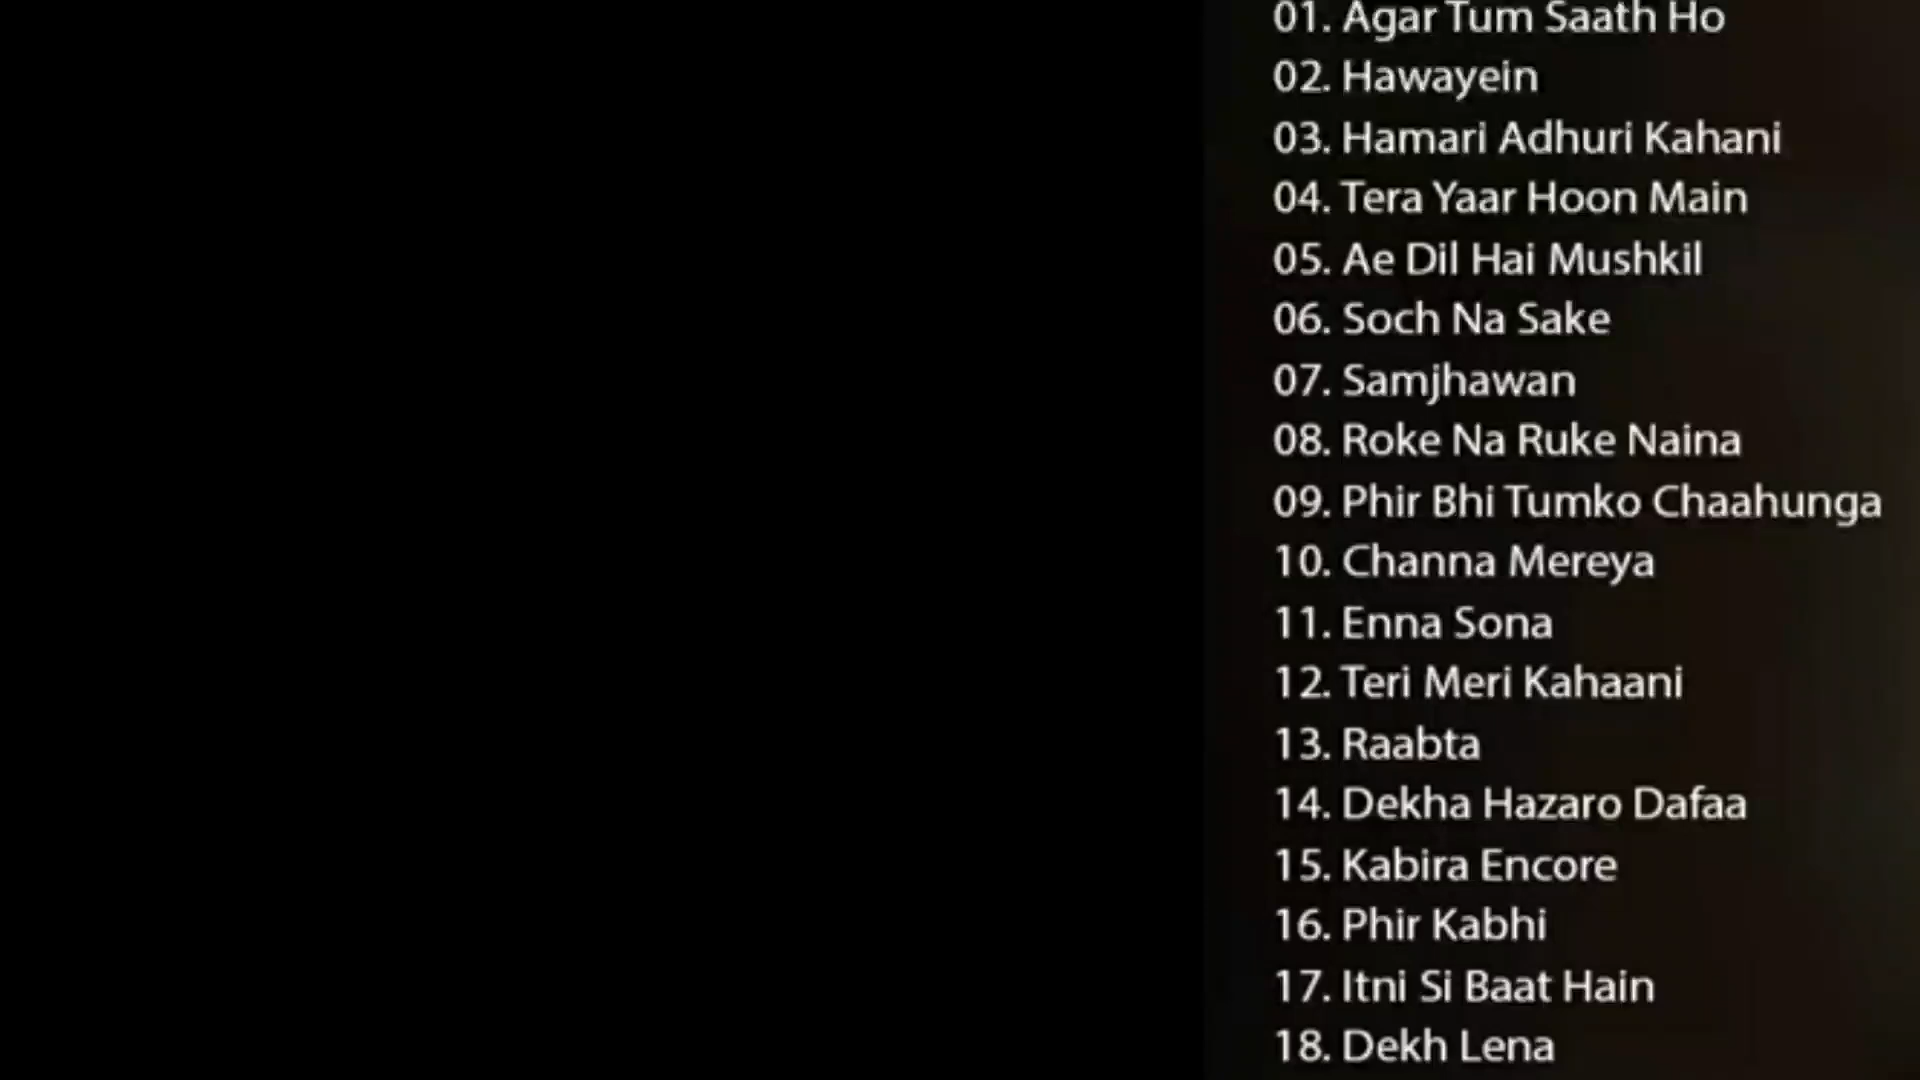 01. Agar Tum Saath Ho
02. Hawayein
03. Hamari Adhuri Kahani
04. Tera Yaar Hoon Main
05. Ae Dil Hai Mushkil
06. Soch Na Sake
07. Samjhawan
08. Roke Na Ruke Naina
09. Phir Bhi Tumko Chaahunga
10. Channa Mereya
11. Enna Sona
12. Teri Meri Kahaani
13. Raabta
14. Dekha Hazaro Dafaa
15. Kabira Encore
16. Phir Kabhi
17. Itni Si Baat Hain
18. Dekh Lena